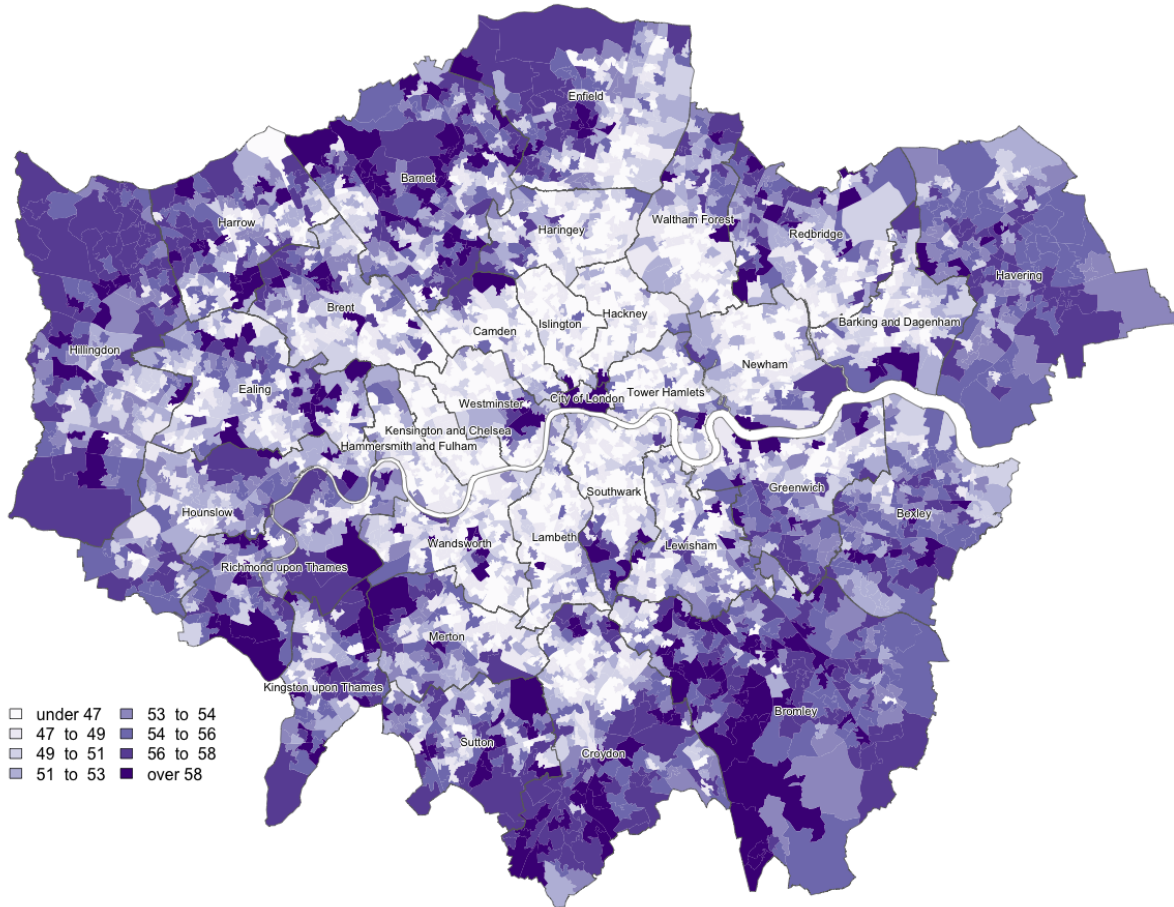 Enfield
Barnet
Harrow
Haringey
Waltham Forest
Redbridge
Havering
Brent
Camden
Islington
Hackney
Barking and Dagenham
Hillingdon
Ealing
Newham
Westminster
City of London
Tower Hamlets
Kensington and Chelsea
Hammersmith and Fulham
Southwark
Greenwich
Hounslow
Bexley
Wandsworth
Lambeth
Lewisham
Richmond upon Thames
Merton
Kingston upon Thames
Bromley
Sutton
Croydon
under 47
47 to 49
49 to 51
51 to 53
53 to 54
54 to 56
56 to 58
over 58